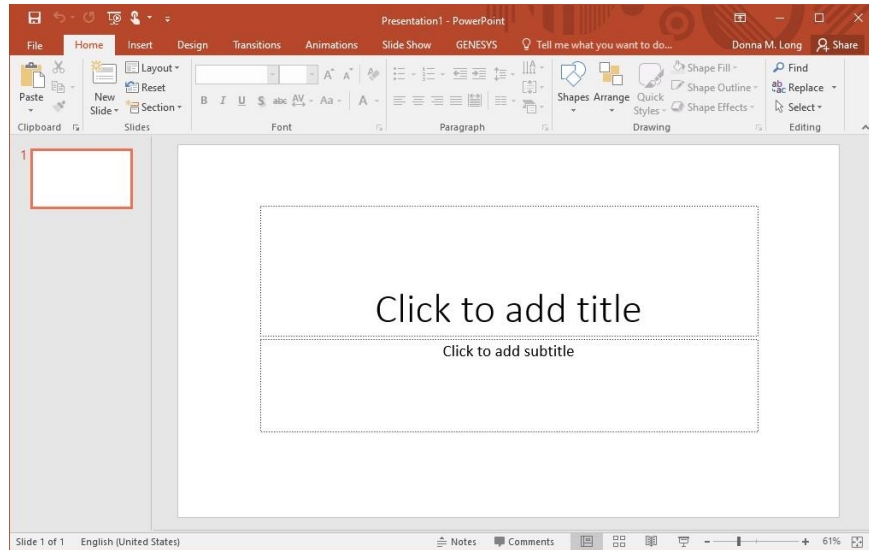 Presentation1 - PowerPoint
File Home Insert Design Transitions Animations Slide Show GENESYS Tell me what you want to do... Donna M. Long Share
Paste
New Slide
Layout
Reset
Section
B I U S abc AV Aa A
A A
Shapes Arrange Quick Styles
Shape Fill
Shape Outline
Shape Effects
Find
Replace
Select
Clipboard Slides Font Paragraph Drawing Editing
1
Click to add title
Click to add subtitle
Slide 1 of 1 English (United States) Notes Comments 61%